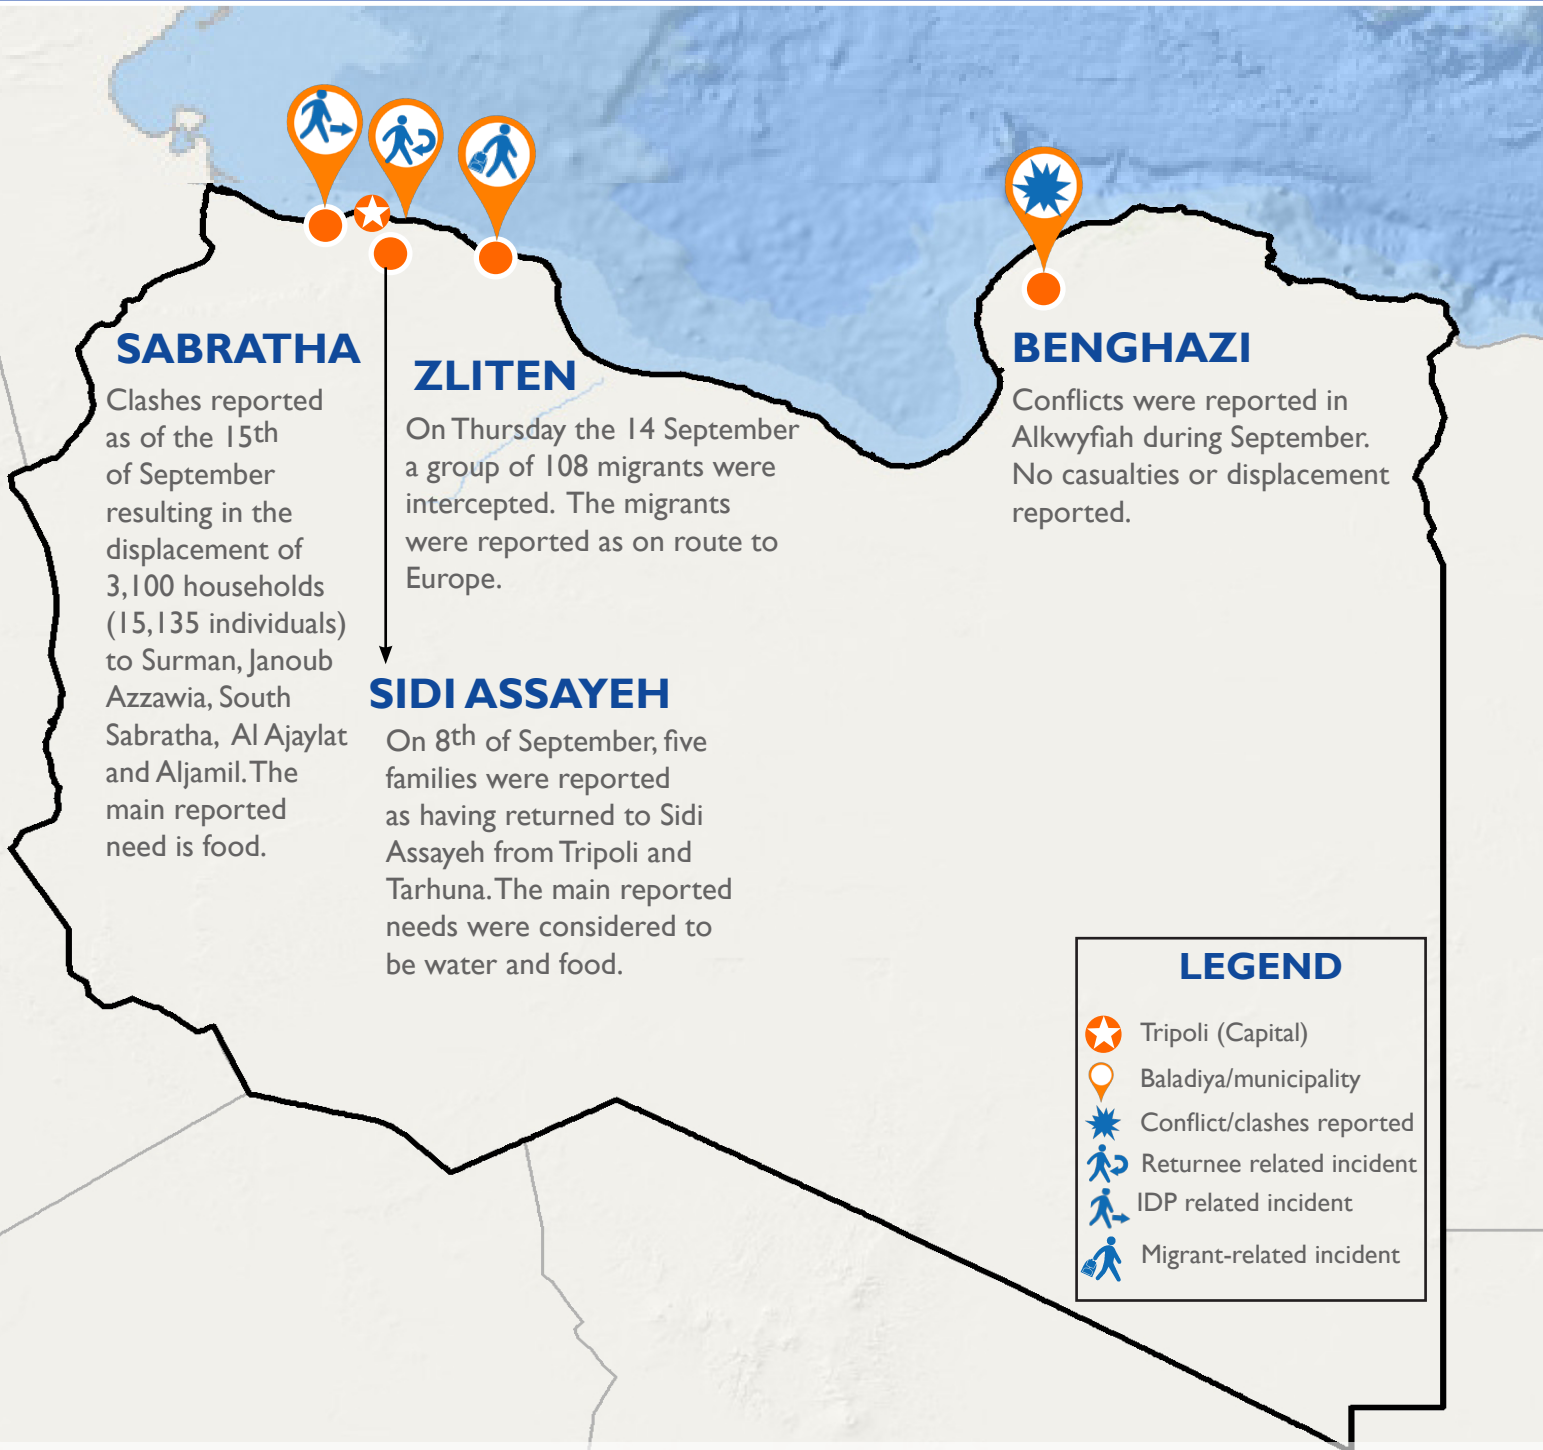 SABRATHA
Clashes reported
as of the 15th
of September
resulting in the
displacement of
3,100 households
(15,135 individuals)
to Surman, Janoub
Azzawia, South
Sabratha, Al Ajaylat
and Aljamil. The
main reported
need is food.
ZLITEN
On Thursday the 14 September
a group of 108 migrants were
intercepted. The migrants
were reported as on route to
Europe.
SIDI ASSAYEH
On 8th of September, five
families were reported
as having returned to Sidi
Assayeh from Tripoli and
Tarhuna. The main reported
needs were considered to
be water and food.
BENGHAZI
Conflicts were reported in
Alkwyfiah during September.
No casualties or displacement
reported.
LEGEND
Tripoli (Capital)
Baladiya/municipality
Conflict/clashes reported
Returnee related incident
IDP related incident
Migrant-related incident